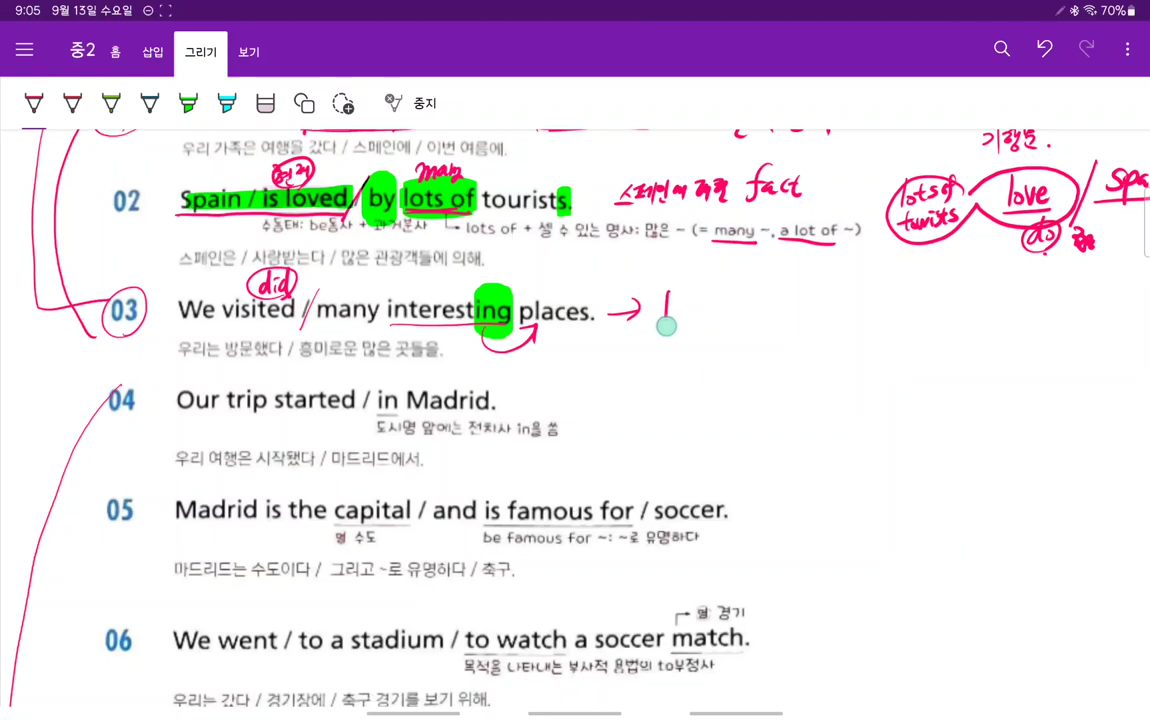 9:05 9월 13일 수요일 70%
중2 홈 삽입 그리기 보기
중지
우리 가족은 여행을 갔다 / 스페인에 / 이번 여름에.
기행문.
현재 many
02 Spain / is loved / by lots of tourists. fact
lots of tourists love do Spa
수동태: be동사 + 과거분사 lots of + 셀 수 있는 명사: 많은 ~ (= many ~, a lot of ~)
스페인은 / 사랑받는다 / 많은 관광객들에 의해.
did
03 We visited / many interesting places. →
우리는 방문했다 / 흥미로운 많은 곳들을.
04 Our trip started / in Madrid.
도시명 앞에는 전치사 in을 씀
우리 여행은 시작됐다 / 마드리드에서.
05 Madrid is the capital / and is famous for / soccer.
명 수도 be famous for ~: ~로 유명하다
마드리드는 수도이다 / 그리고 ~로 유명하다 / 축구.
명 경기
06 We went / to a stadium / to watch a soccer match.
목적을 나타내는 부사적 용법의 to부정사
우리는 갔다 / 경기장에 / 축구 경기를 보기 위해.